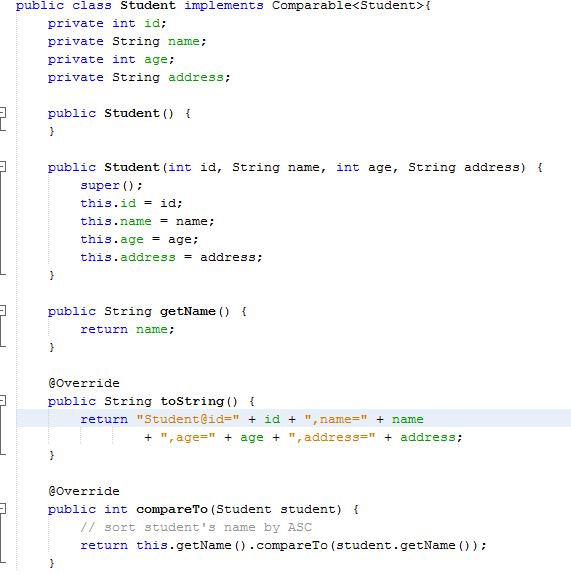 public class Student implements Comparable<Student>{
    private int id;
    private String name;
    private int age;
    private String address;

    public Student() {
    }

    public Student(int id, String name, int age, String address) {
        super();
        this.id = id;
        this.name = name;
        this.age = age;
        this.address = address;
    }

    public String getName() {
        return name;
    }

    @Override
    public String toString() {
        return "Student@id=" + id + ",name=" + name
                + ",age=" + age + ",address=" + address;
    }

    @Override
    public int compareTo(Student student) {
        // sort student's name by ASC
        return this.getName().compareTo(student.getName());
    }